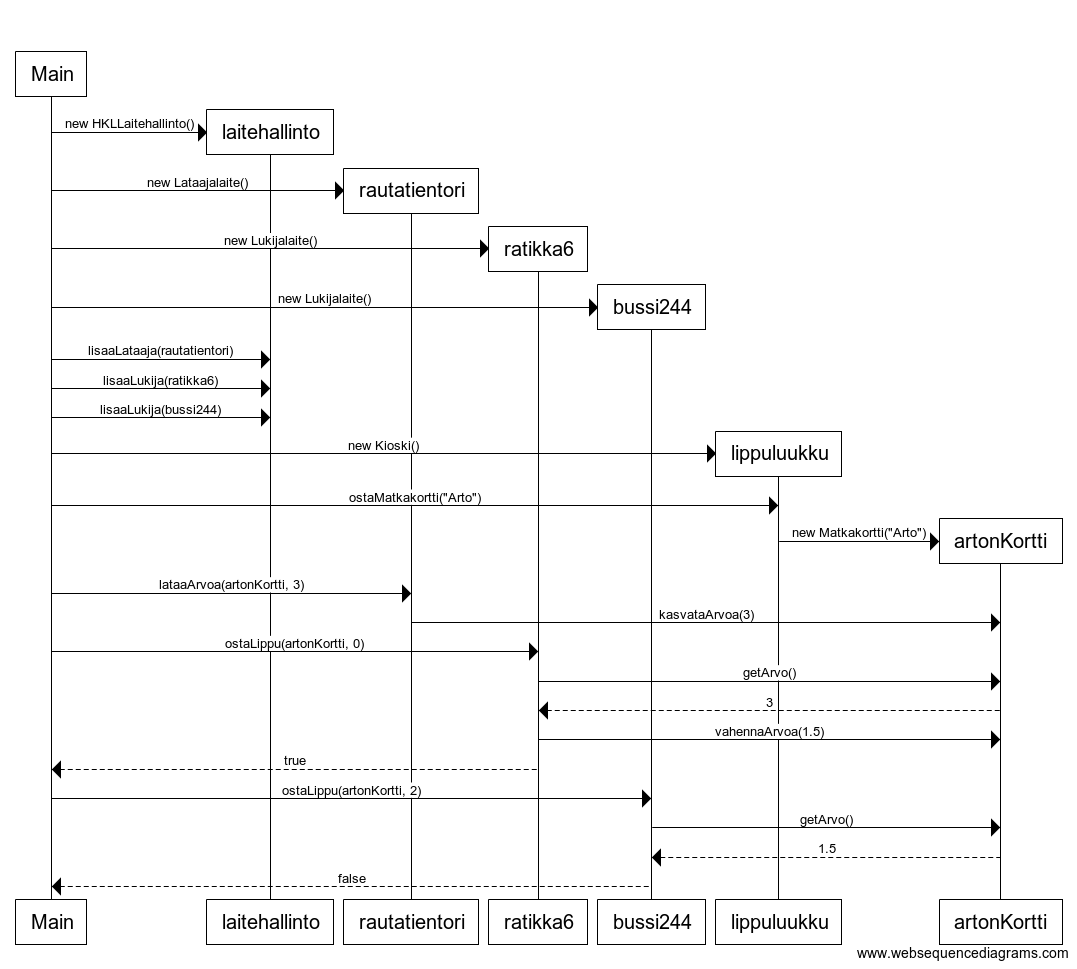 Main
new HKLLaitehallinto()
laitehallinto
new Lataajalaite()
rautatientori
new Lukijalaite()
ratikka6
new Lukijalaite()
bussi244
lisaaLataaja(rautatientori)
lisaaLukija(ratikka6)
lisaaLukija(bussi244)
new Kioski()
lippuluukku
ostaMatkakortti("Arto")
new Matkakortti("Arto")
artonKortti
lataaArvoa(artonKortti, 3)
kasvataArvoa(3)
ostaLippu(artonKortti, 0)
getArvo()
3
vahennaArvoa(1.5)
true
ostaLippu(artonKortti, 2)
getArvo()
1.5
false
Main
laitehallinto
rautatientori
ratikka6
bussi244
lippuluukku
artonKortti
www.websequencediagrams.com